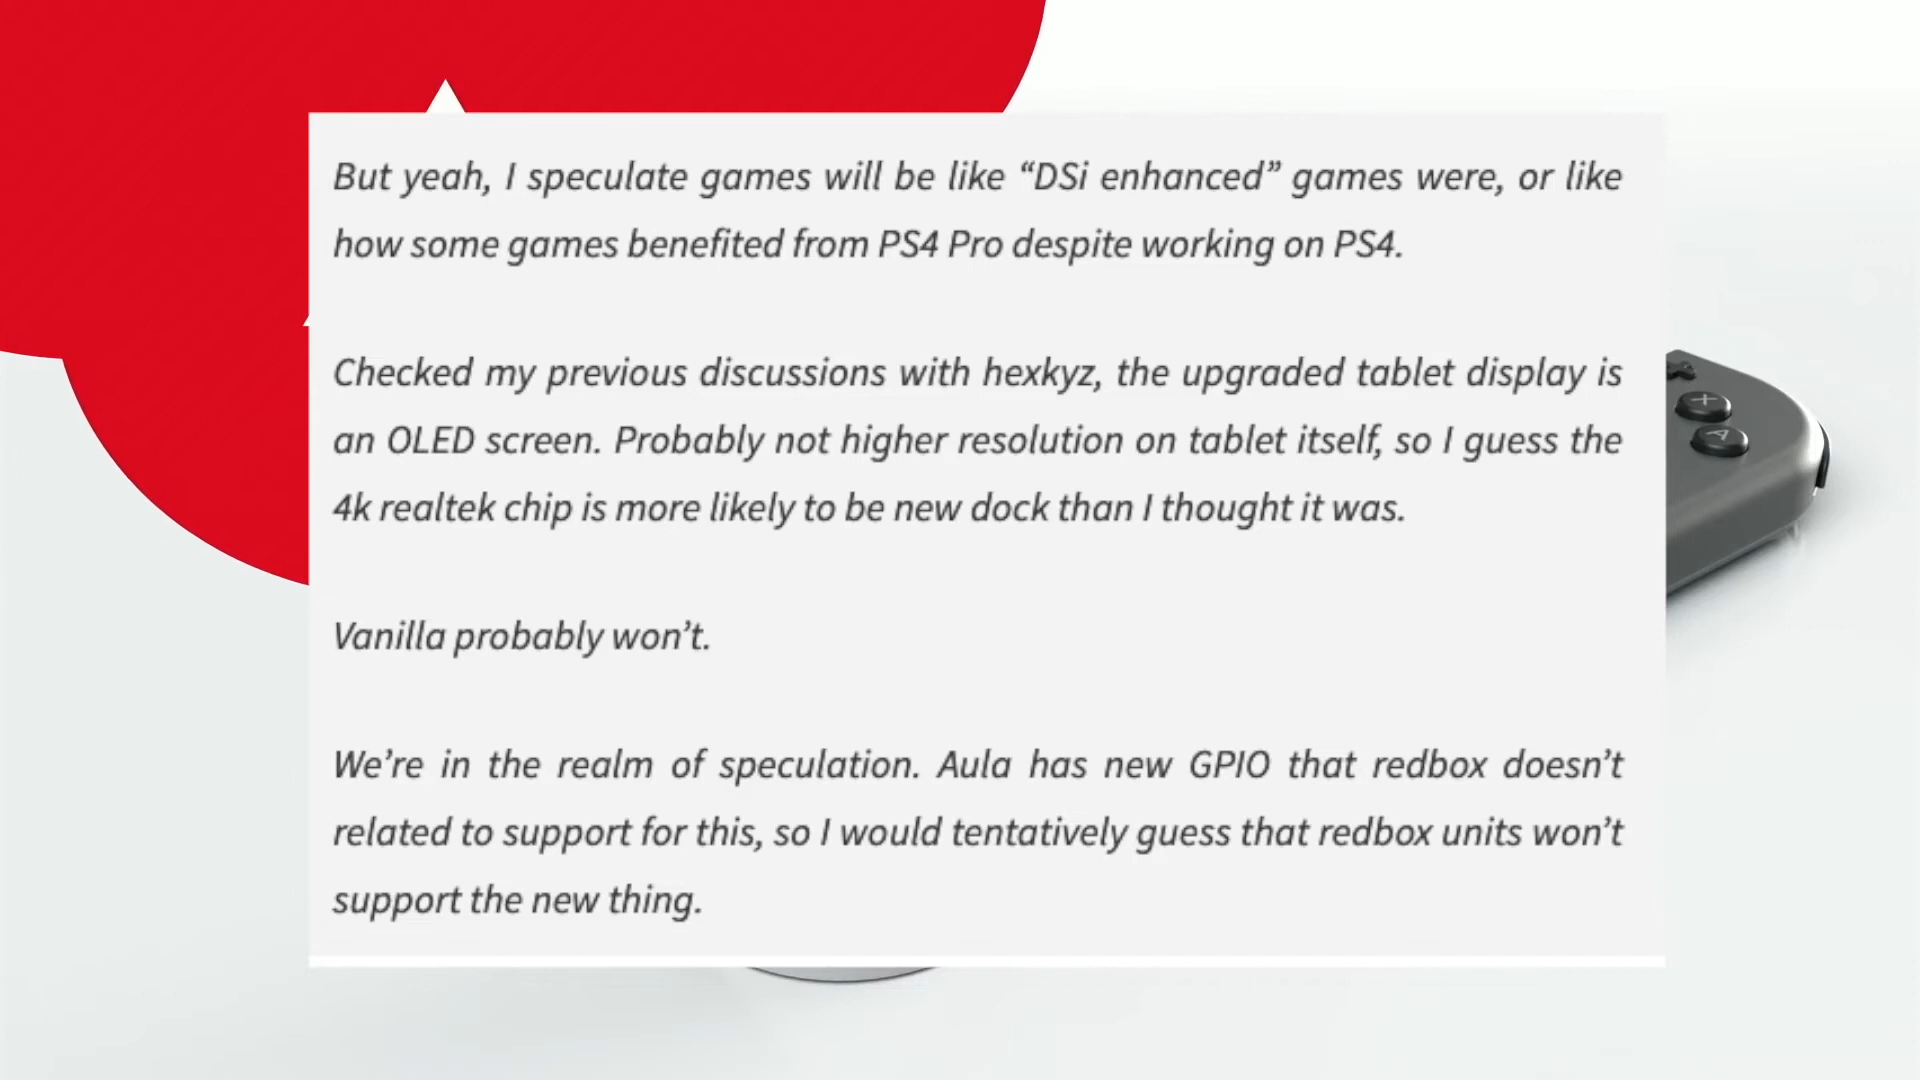 But yeah, I speculate games will be like “DSi enhanced” games were, or like
how some games benefited from PS4 Pro despite working on PS4.
Checked my previous discussions with hexkyz, the upgraded tablet display is
an OLED screen. Probably not higher resolution on tablet itself, so I guess the
4k realtek chip is more likely to be new dock than I thought it was.
Vanilla probably won’t.
We’re in the realm of speculation. Aula has new GPIO that redbox doesn’t
related to support for this, so I would tentatively guess that redbox units won’t
support the new thing.
X
A